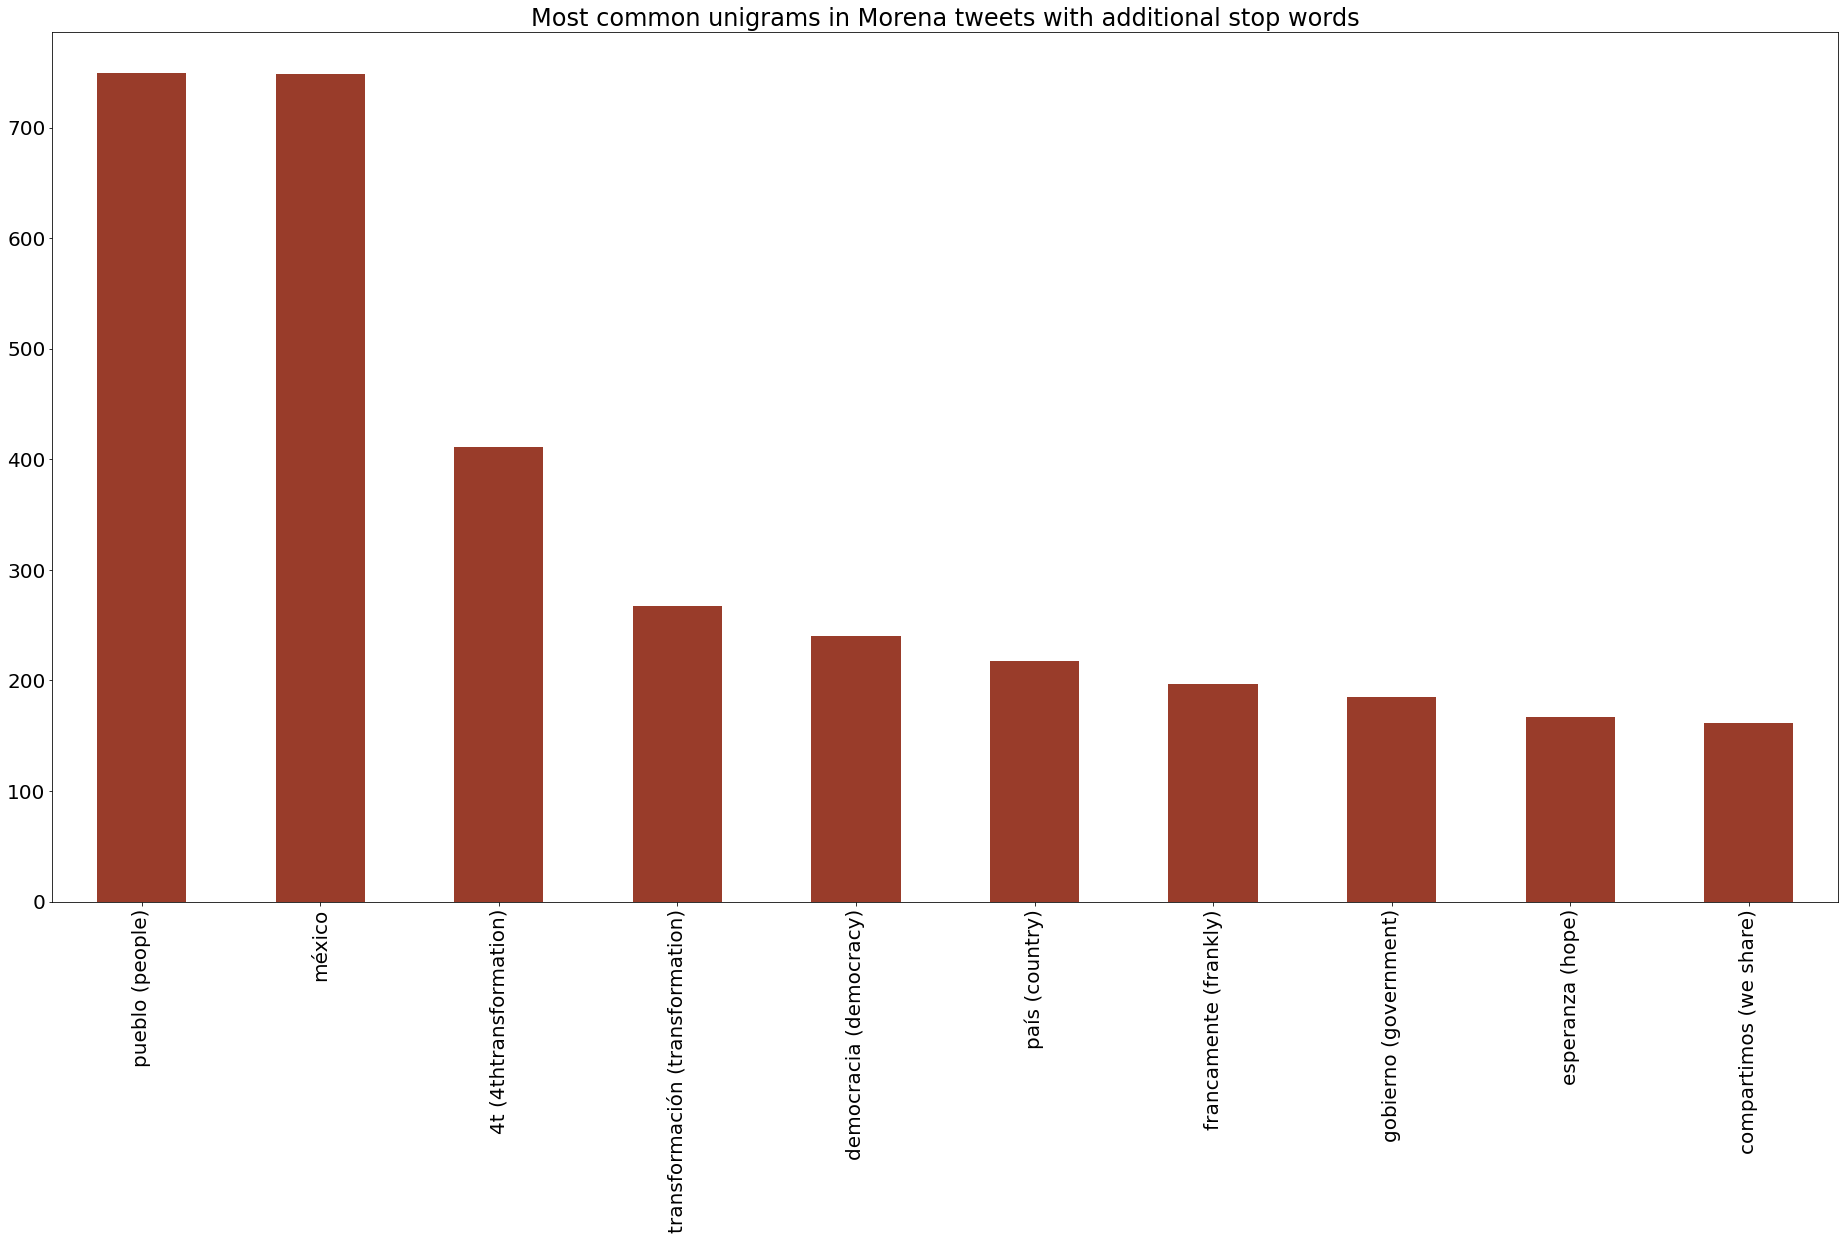 Most common unigrams in Morena tweets with additional stop words
700
600
500
400
300
200
100
0
pueblo (people)
méxico
4t (4thtransformation)
transformación (transformation)
democracia (democracy)
país (country)
francamente (frankly)
gobierno (government)
esperanza (hope)
compartimos (we share)